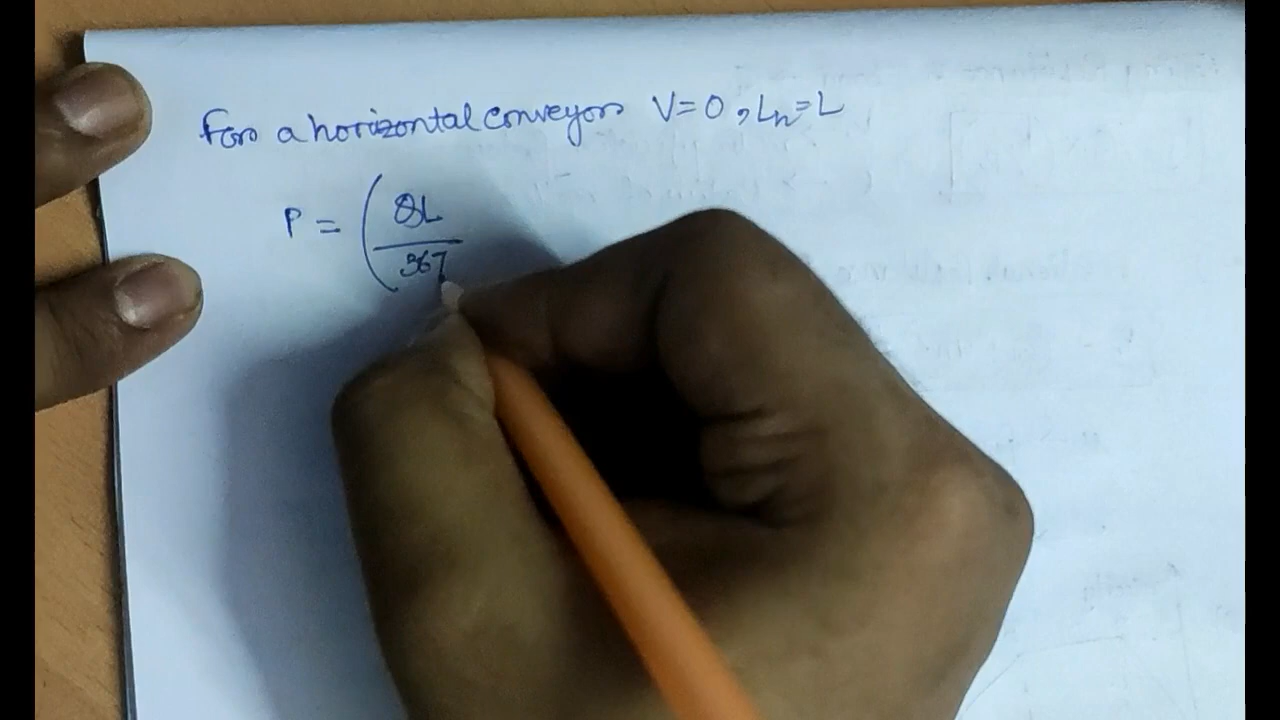 For a horizontal conveyor V=0, Lh=L
P = (QL/367